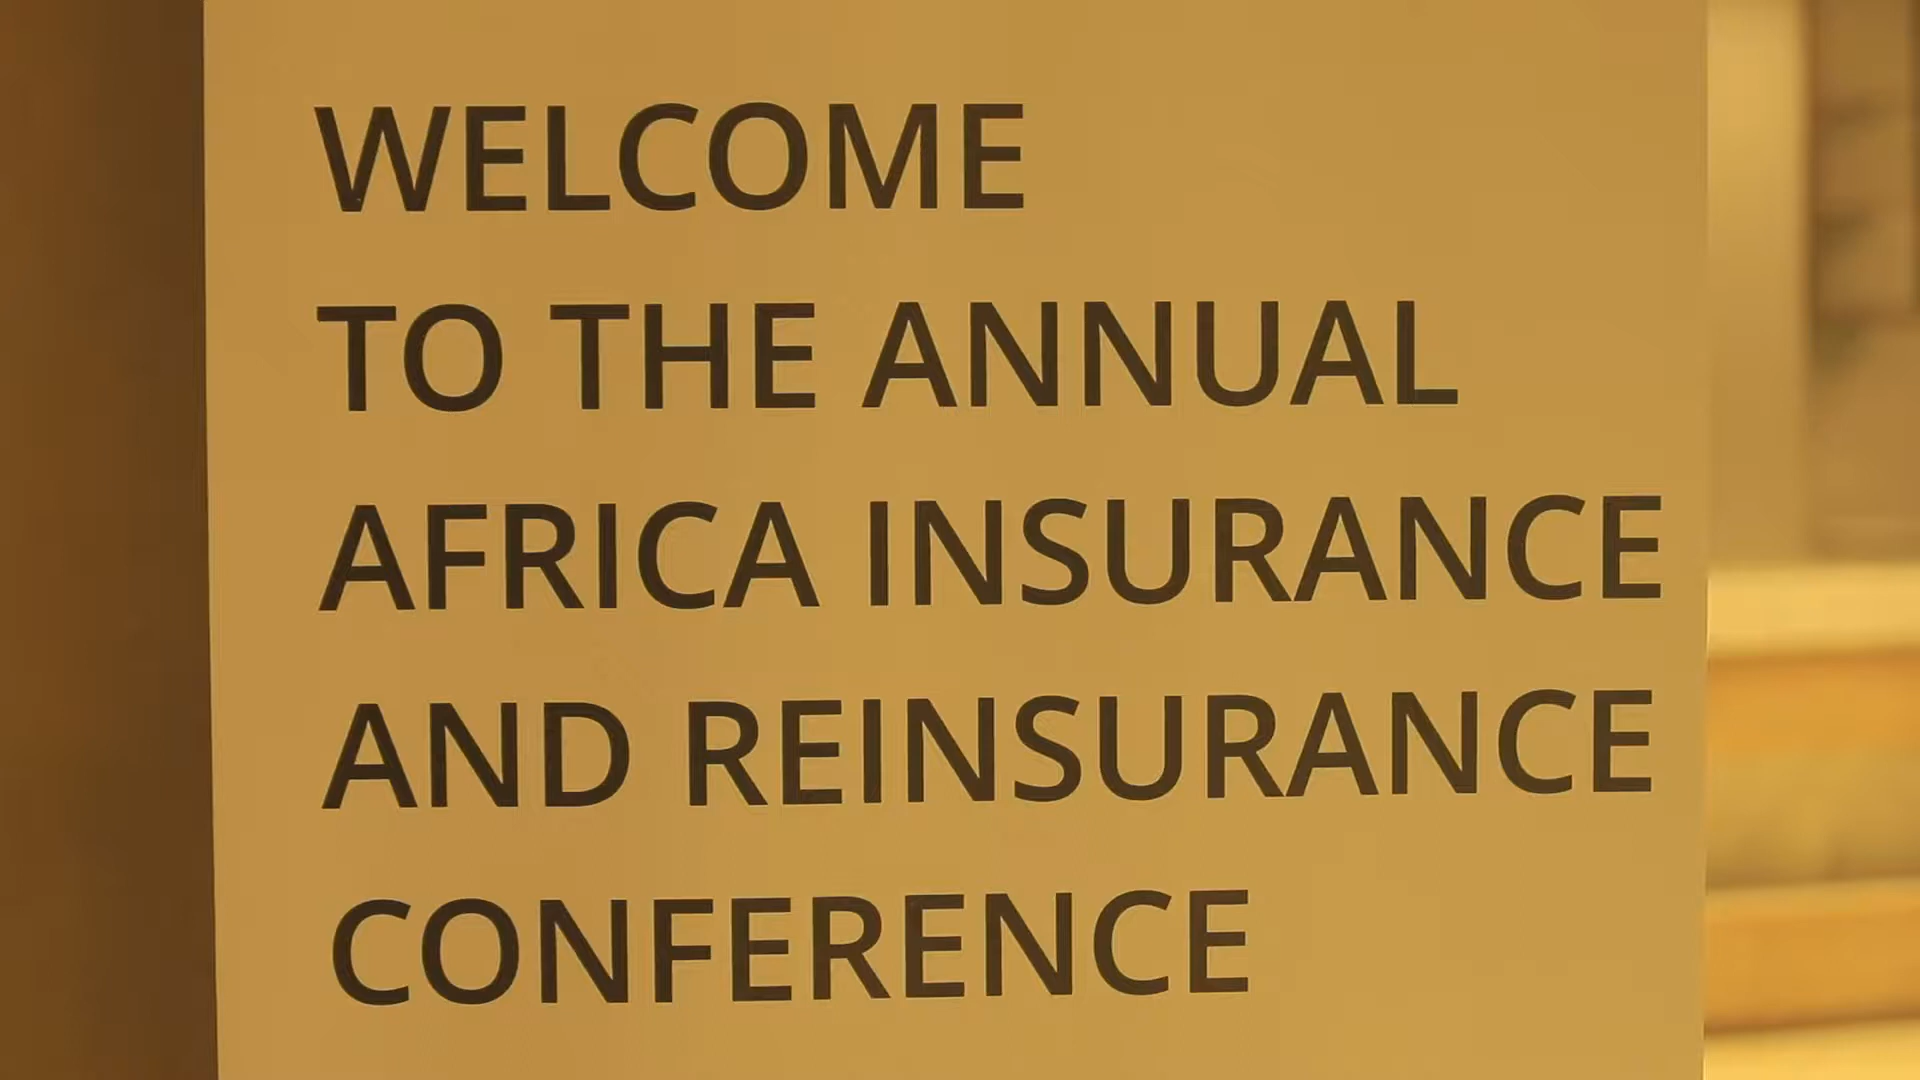 WELCOME
TO THE ANNUAL
AFRICA INSURANCE
AND REINSURANCE
CONFERENCE